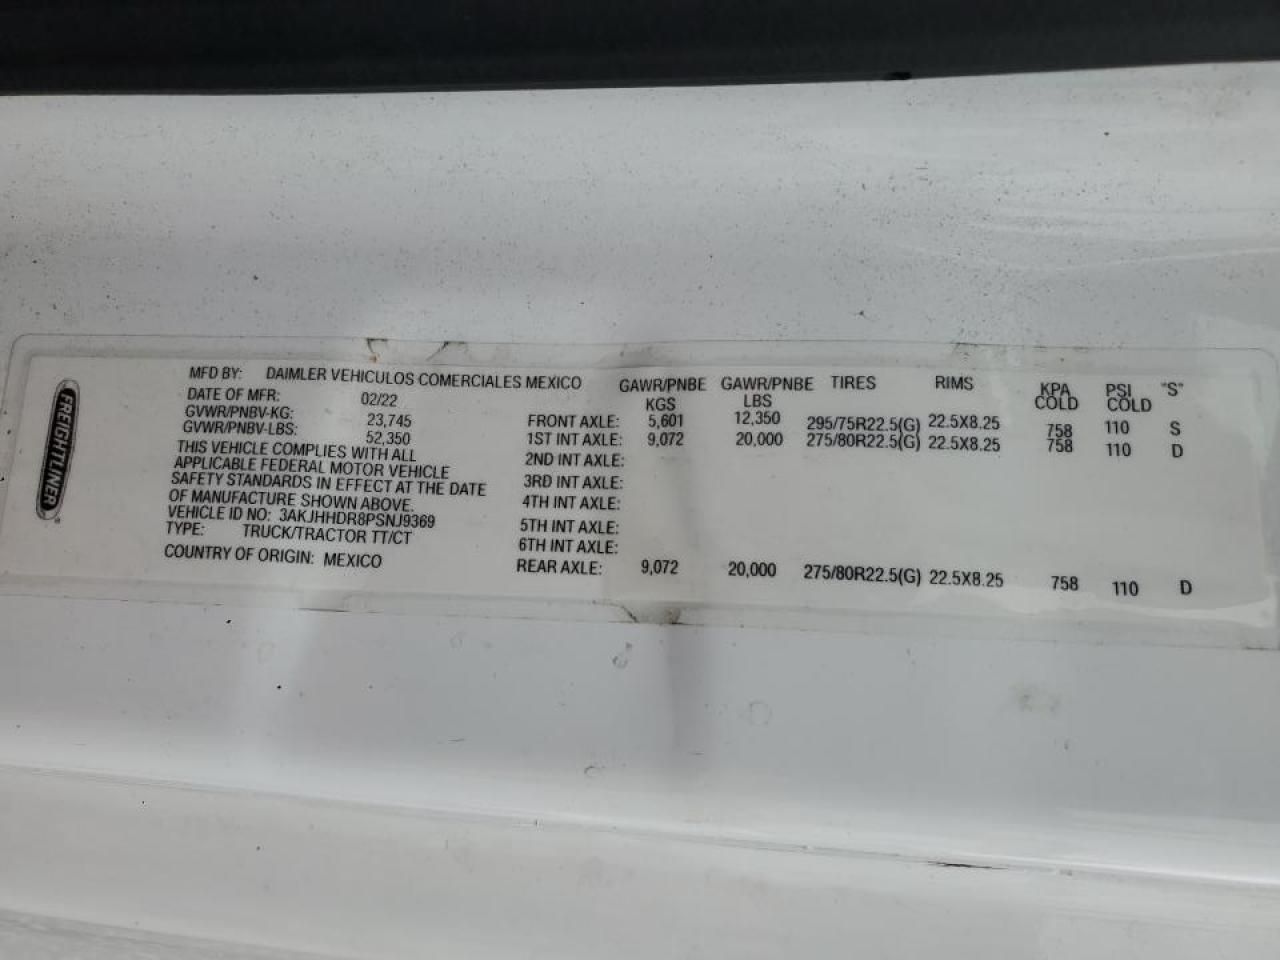 FREIGHTLINER
MFD BY: DAIMLER VEHICULOS COMERCIALES MEXICO
DATE OF MFR: 02/22
GVWR/PNBV-KG: 23,745
GVWR/PNBV-LBS: 52,350
THIS VEHICLE COMPLIES WITH ALL
APPLICABLE FEDERAL MOTOR VEHICLE
SAFETY STANDARDS IN EFFECT AT THE DATE
OF MANUFACTURE SHOWN ABOVE.
VEHICLE ID NO: 3AKJHHDR8PSNJ9369
TYPE: TRUCK/TRACTOR TT/CT
COUNTRY OF ORIGIN: MEXICO
GAWR/PNBE KGS GAWR/PNBE LBS TIRES RIMS KPA COLD PSI COLD "S"
FRONT AXLE: 5,601 12,350 295/75R22.5(G) 22.5X8.25 758 110 S
1ST INT AXLE: 9,072 20,000 275/80R22.5(G) 22.5X8.25 758 110 D
2ND INT AXLE:
3RD INT AXLE:
4TH INT AXLE:
5TH INT AXLE:
6TH INT AXLE:
REAR AXLE: 9,072 20,000 275/80R22.5(G) 22.5X8.25 758 110 D